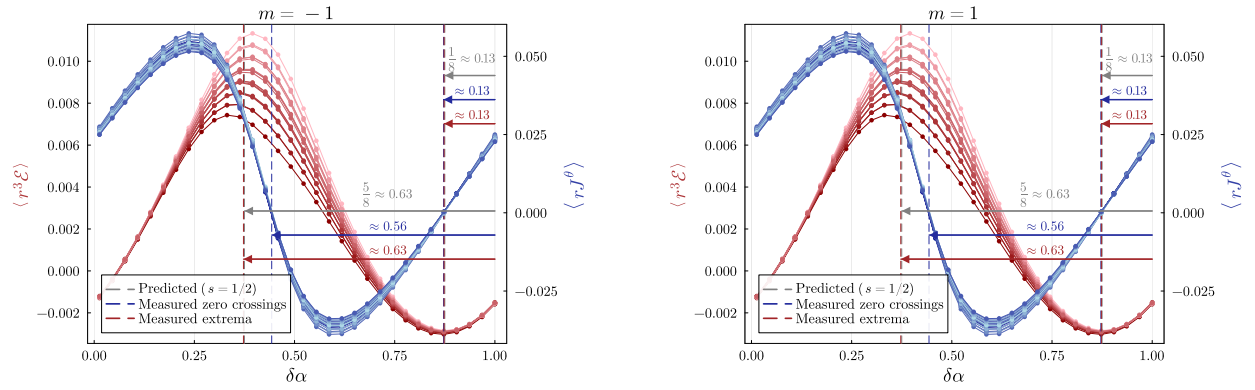 m = −1
0.010
0.008
0.006
0.004
0.002
0.000
−0.002
⟨r³ℰ⟩
0.050
0.025
0.000
−0.025
⟨rJ^θ⟩
1/8 ≈ 0.13
≈ 0.13
≈ 0.13
5/8 ≈ 0.63
≈ 0.56
≈ 0.63
Predicted (s = 1/2)
Measured zero crossings
Measured extrema
0.00 0.25 0.50 0.75 1.00
δα
m = 1
0.010
0.008
0.006
0.004
0.002
0.000
−0.002
⟨r³ℰ⟩
0.050
0.025
0.000
−0.025
⟨rJ^θ⟩
1/8 ≈ 0.13
≈ 0.13
≈ 0.13
5/8 ≈ 0.63
≈ 0.56
≈ 0.63
Predicted (s = 1/2)
Measured zero crossings
Measured extrema
0.00 0.25 0.50 0.75 1.00
δα